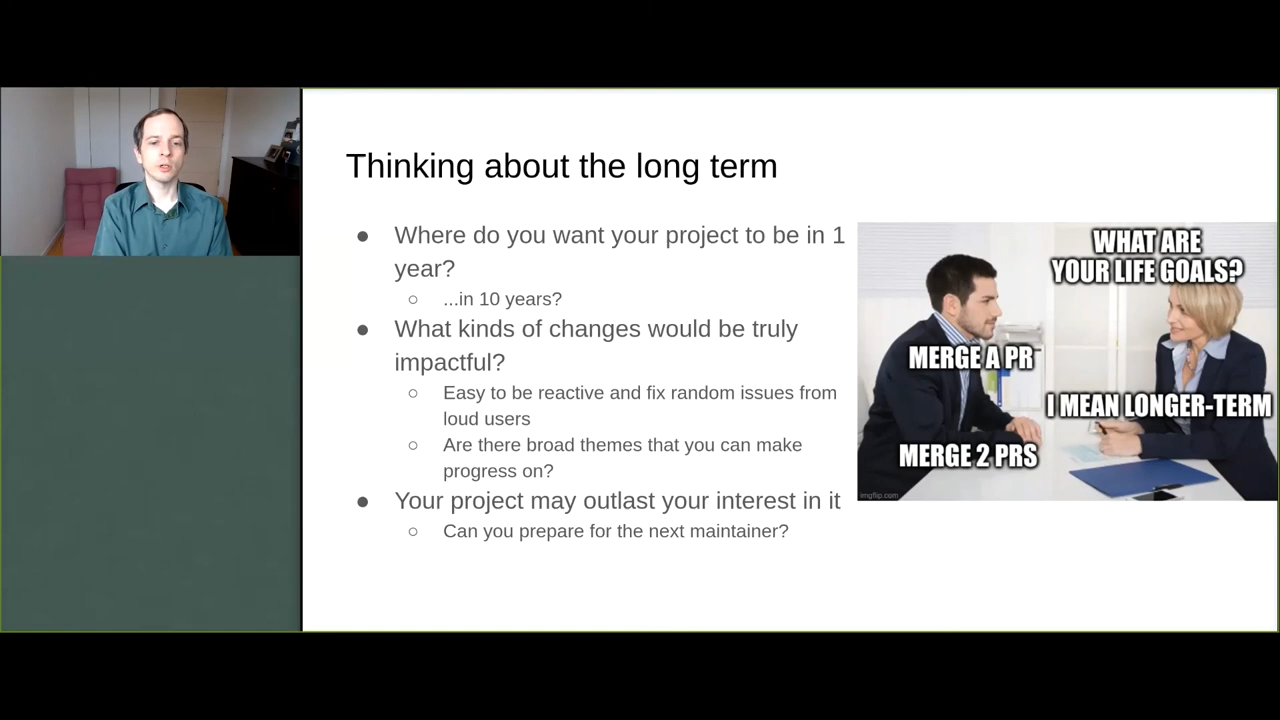 Thinking about the long term
● Where do you want your project to be in 1
year?
○ ...in 10 years?
● What kinds of changes would be truly
impactful?
○ Easy to be reactive and fix random issues from
loud users
○ Are there broad themes that you can make
progress on?
● Your project may outlast your interest in it
○ Can you prepare for the next maintainer?
WHAT ARE
YOUR LIFE GOALS?
MERGE A PR
I MEAN LONGER-TERM
MERGE 2 PRS
imgflip.com